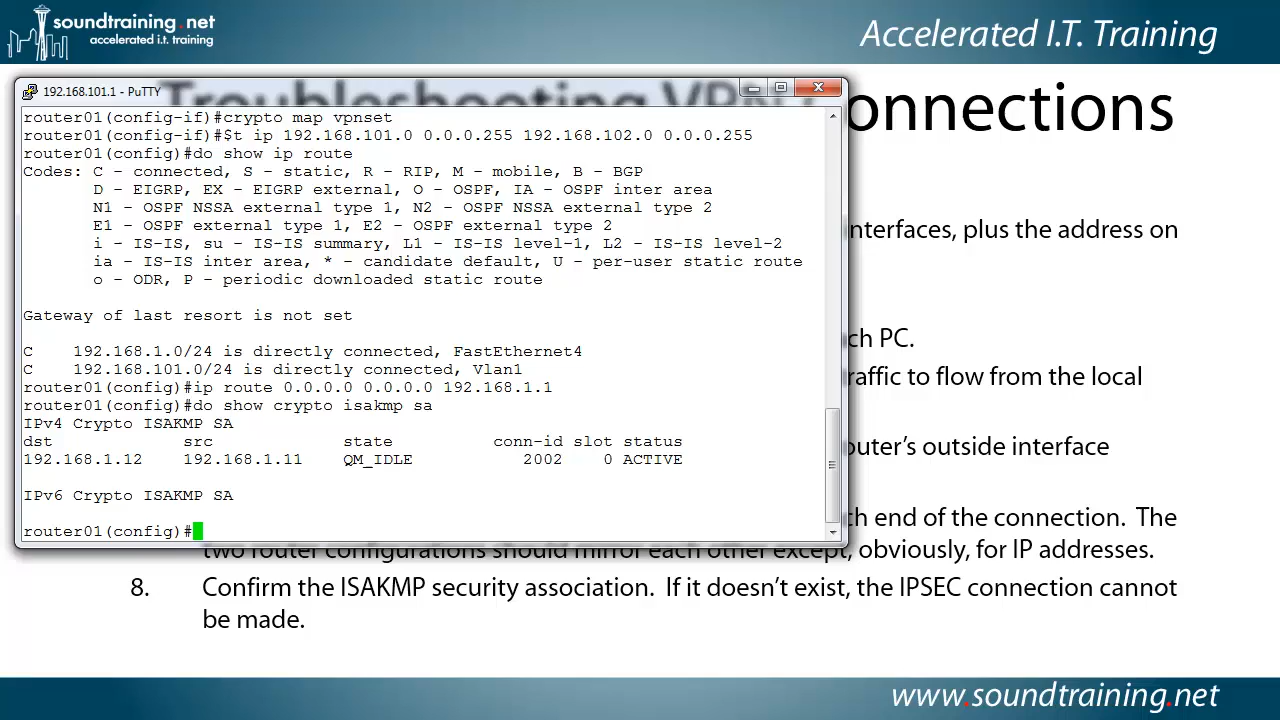 soundtraining.net
accelerated i.t. training
Accelerated I.T. Training
Troubleshooting VPN Connections
192.168.101.1 - PuTTY
router01(config-if)#crypto map vpnset
router01(config-if)#$t ip 192.168.101.0 0.0.0.255 192.168.102.0 0.0.0.255
router01(config)#do show ip route
Codes: C - connected, S - static, R - RIP, M - mobile, B - BGP
D - EIGRP, EX - EIGRP external, O - OSPF, IA - OSPF inter area
N1 - OSPF NSSA external type 1, N2 - OSPF NSSA external type 2
E1 - OSPF external type 1, E2 - OSPF external type 2
i - IS-IS, su - IS-IS summary, L1 - IS-IS level-1, L2 - IS-IS level-2
ia - IS-IS inter area, * - candidate default, U - per-user static route
o - ODR, P - periodic downloaded static route
Gateway of last resort is not set
C 192.168.1.0/24 is directly connected, FastEthernet4
C 192.168.101.0/24 is directly connected, Vlan1
router01(config)#ip route 0.0.0.0 0.0.0.0 192.168.1.1
router01(config)#do show crypto isakmp sa
IPv4 Crypto ISAKMP SA
dst src state conn-id slot status
192.168.1.12 192.168.1.11 QM_IDLE 2002 0 ACTIVE
IPv6 Crypto ISAKMP SA
router01(config)#
nterfaces, plus the address on
ch PC.
raffic to flow from the local
outer's outside interface
ch end of the connection. The
two router configurations should mirror each other except, obviously, for IP addresses.
8. Confirm the ISAKMP security association. If it doesn't exist, the IPSEC connection cannot
be made.
www.soundtraining.net